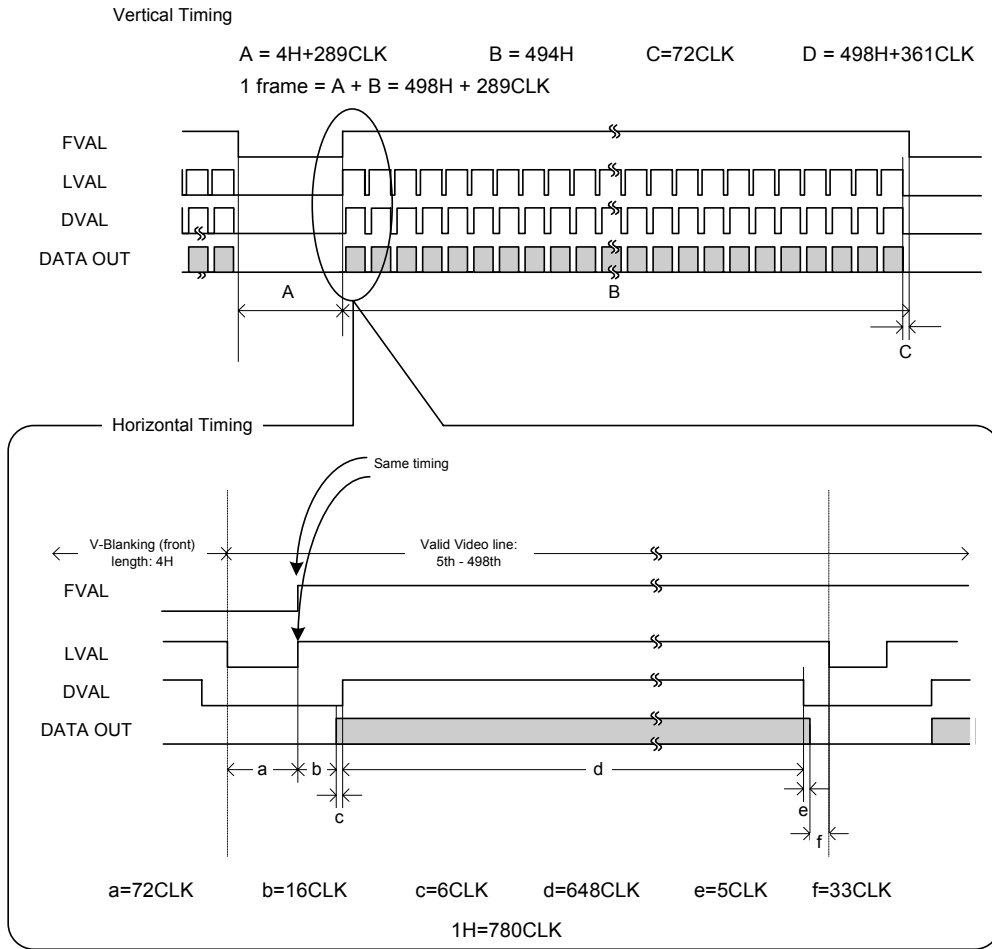 Vertical Timing
A = 4H+289CLK B = 494H C=72CLK D = 498H+361CLK
1 frame = A + B = 498H + 289CLK
FVAL
LVAL
DVAL
DATA OUT
A B
C
Horizontal Timing
Same timing
V-Blanking (front)
length: 4H
Valid Video line:
5th - 498th
FVAL
LVAL
DVAL
DATA OUT
a b d
c e
f
a=72CLK b=16CLK c=6CLK d=648CLK e=5CLK f=33CLK
1H=780CLK